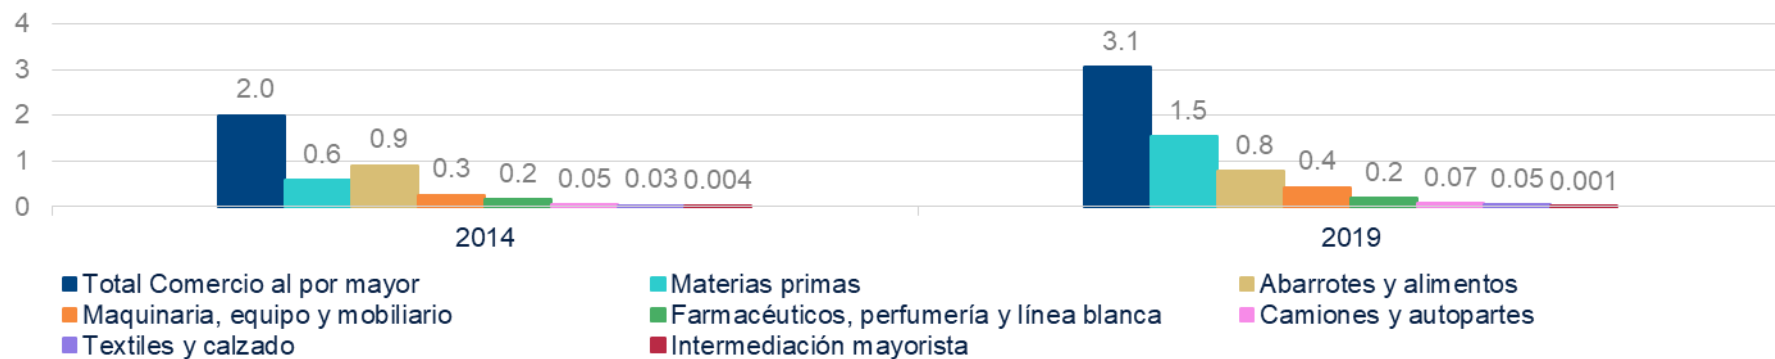 4
3
2
1
0
2.0
0.6
0.9
0.3
0.2
0.05
0.03
0.004
3.1
1.5
0.8
0.4
0.2
0.07
0.05
0.001
2014
2019
Total Comercio al por mayor
Materias primas
Abarrotes y alimentos
Maquinaria, equipo y mobiliario
Farmacéuticos, perfumería y línea blanca
Camiones y autopartes
Textiles y calzado
Intermediación mayorista